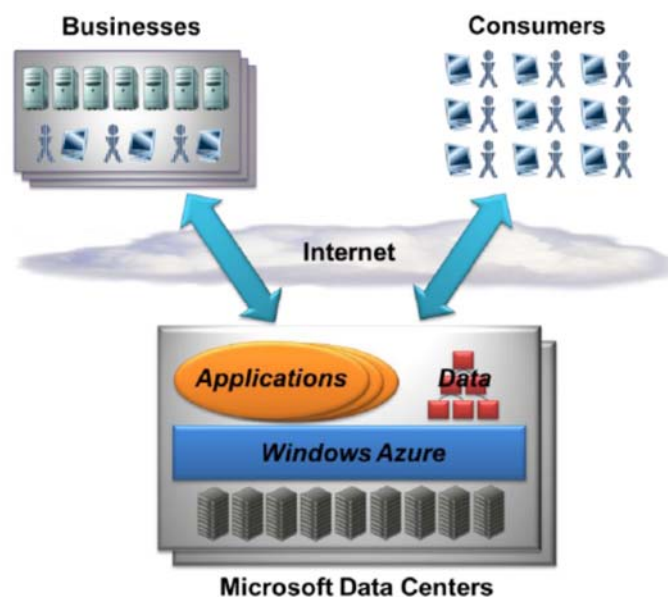 Businesses
Consumers
Internet
Applications
Data
Windows Azure
Microsoft Data Centers